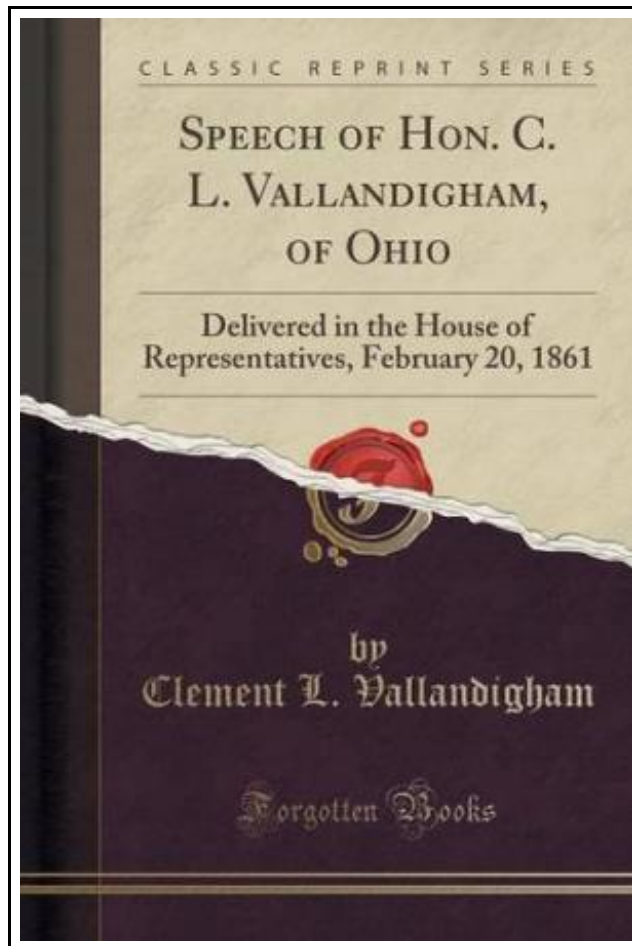 CLASSIC REPRINT SERIES
SPEECH OF HON. C.
L. VALLANDIGHAM,
OF OHIO
Delivered in the House of
Representatives, February 20, 1861
by
Clement L. Vallandigham
Forgotten Books